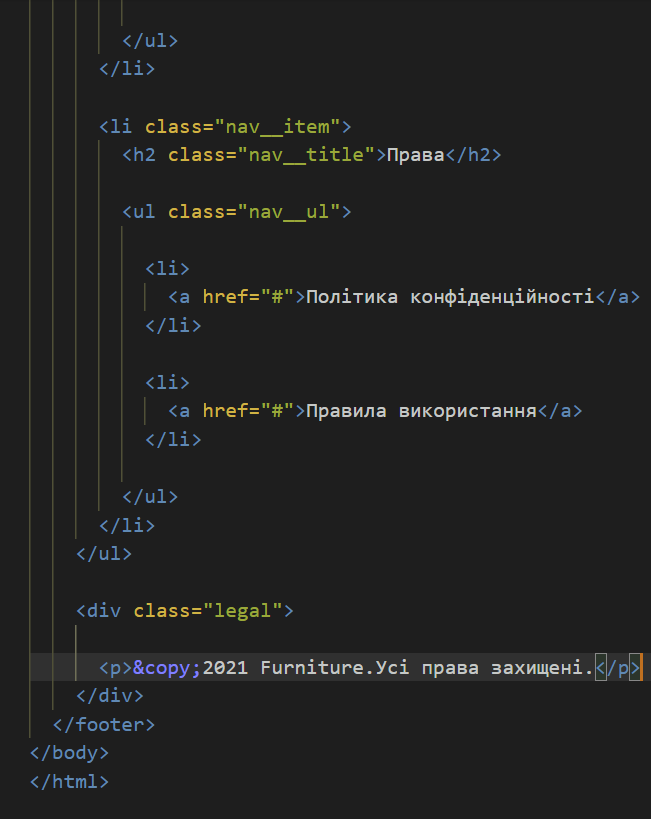 </ul>
</li>
<li class="nav__item">
<h2 class="nav__title">Права</h2>
<ul class="nav__ul">
<li>
<a href="#">Політика конфіденційності</a>
</li>
<li>
<a href="#">Правила використання</a>
</li>
</ul>
</li>
</ul>
<div class="legal">
<p>&copy;2021 Furniture.Усі права захищені.</p>
</div>
</footer>
</body>
</html>